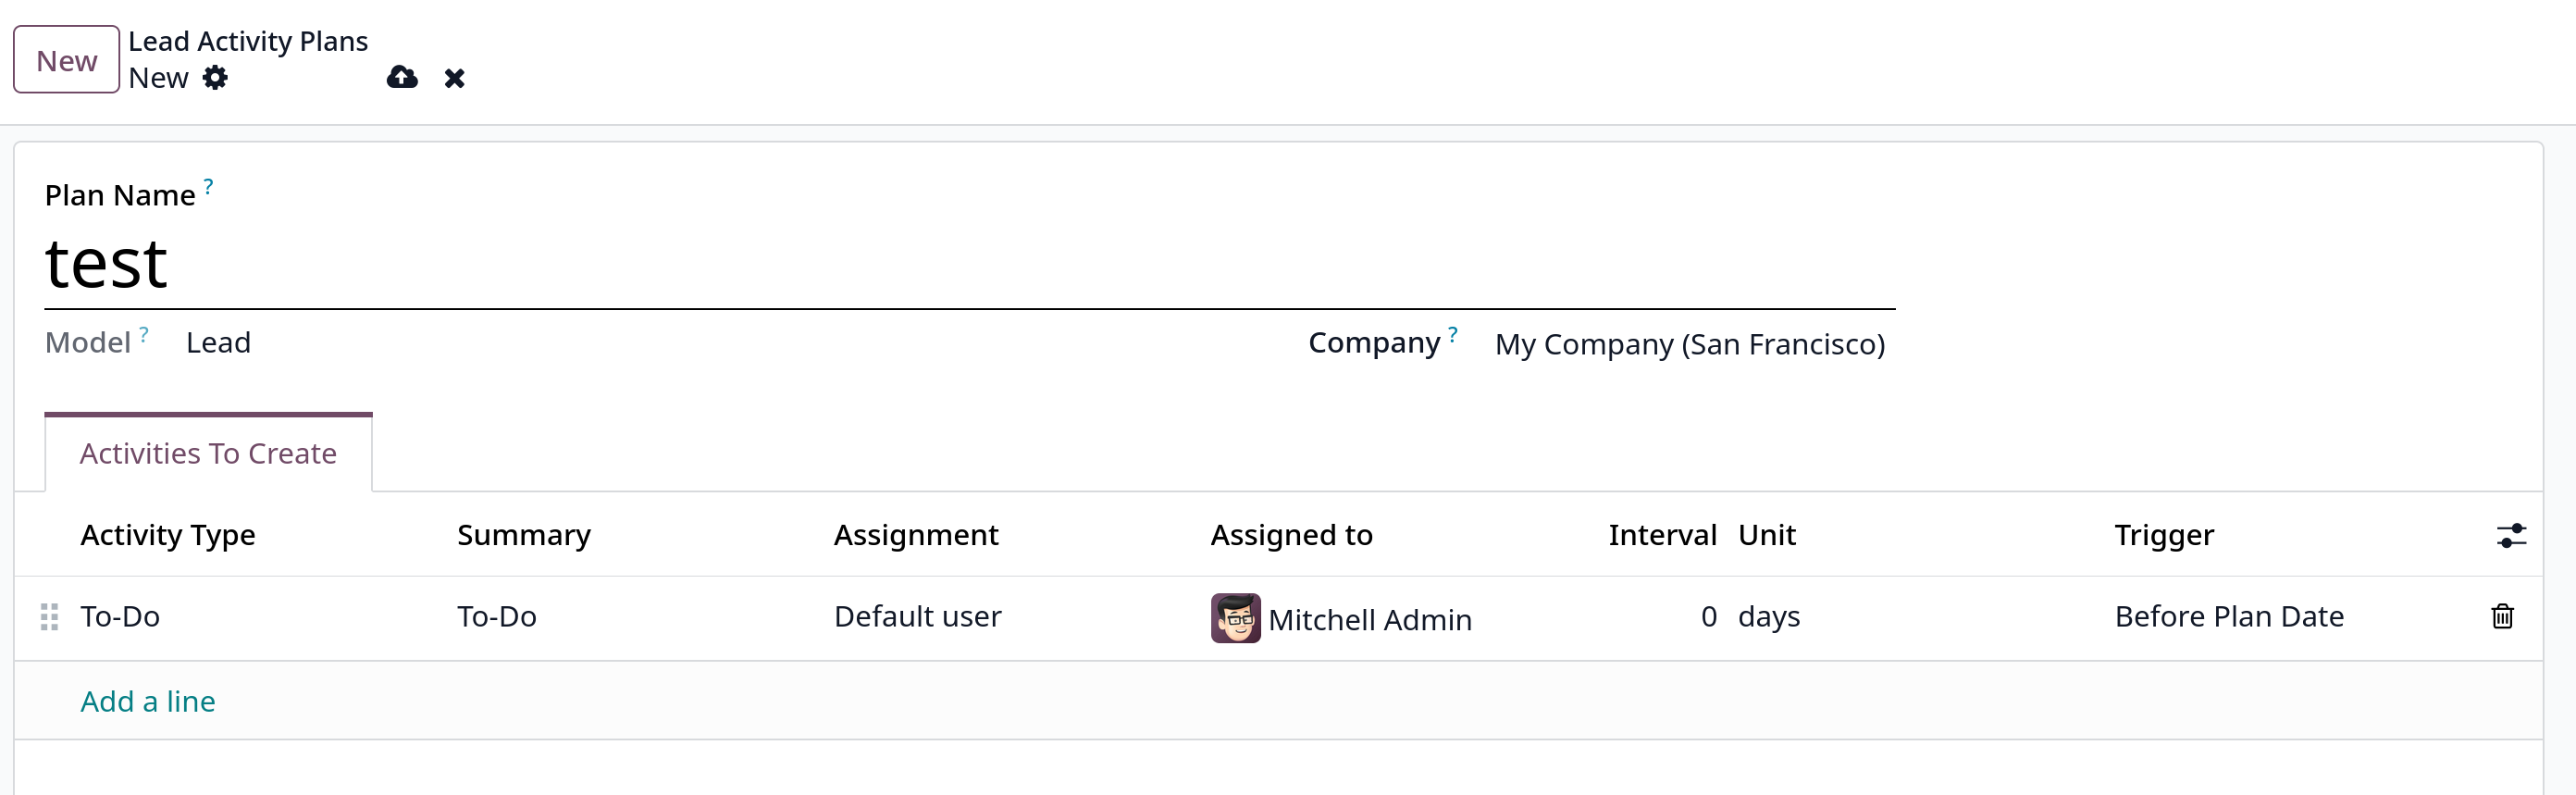 New
Lead Activity Plans
New
Plan Name ?
test
Model ? Lead Company ? My Company (San Francisco)
Activities To Create
Activity Type Summary Assignment Assigned to Interval Unit Trigger
To-Do To-Do Default user Mitchell Admin 0 days Before Plan Date
Add a line